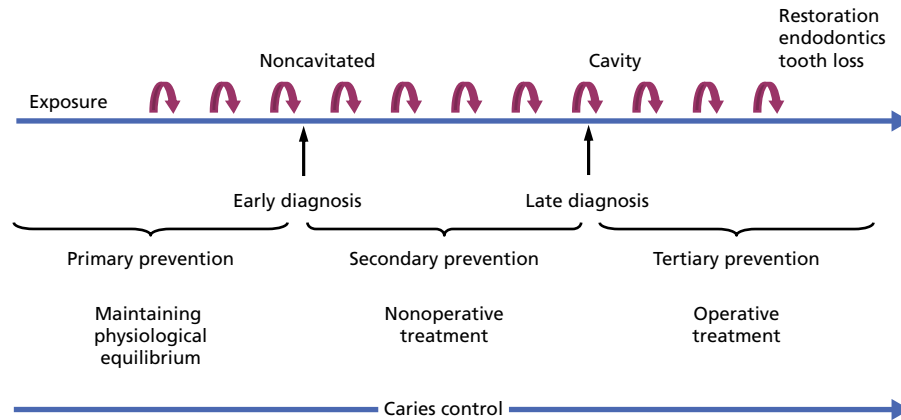 Restoration
endodontics
tooth loss
Noncavitated
Cavity
Exposure
Early diagnosis
Late diagnosis
Primary prevention
Secondary prevention
Tertiary prevention
Maintaining
physiological
equilibrium
Nonoperative
treatment
Operative
treatment
Caries control